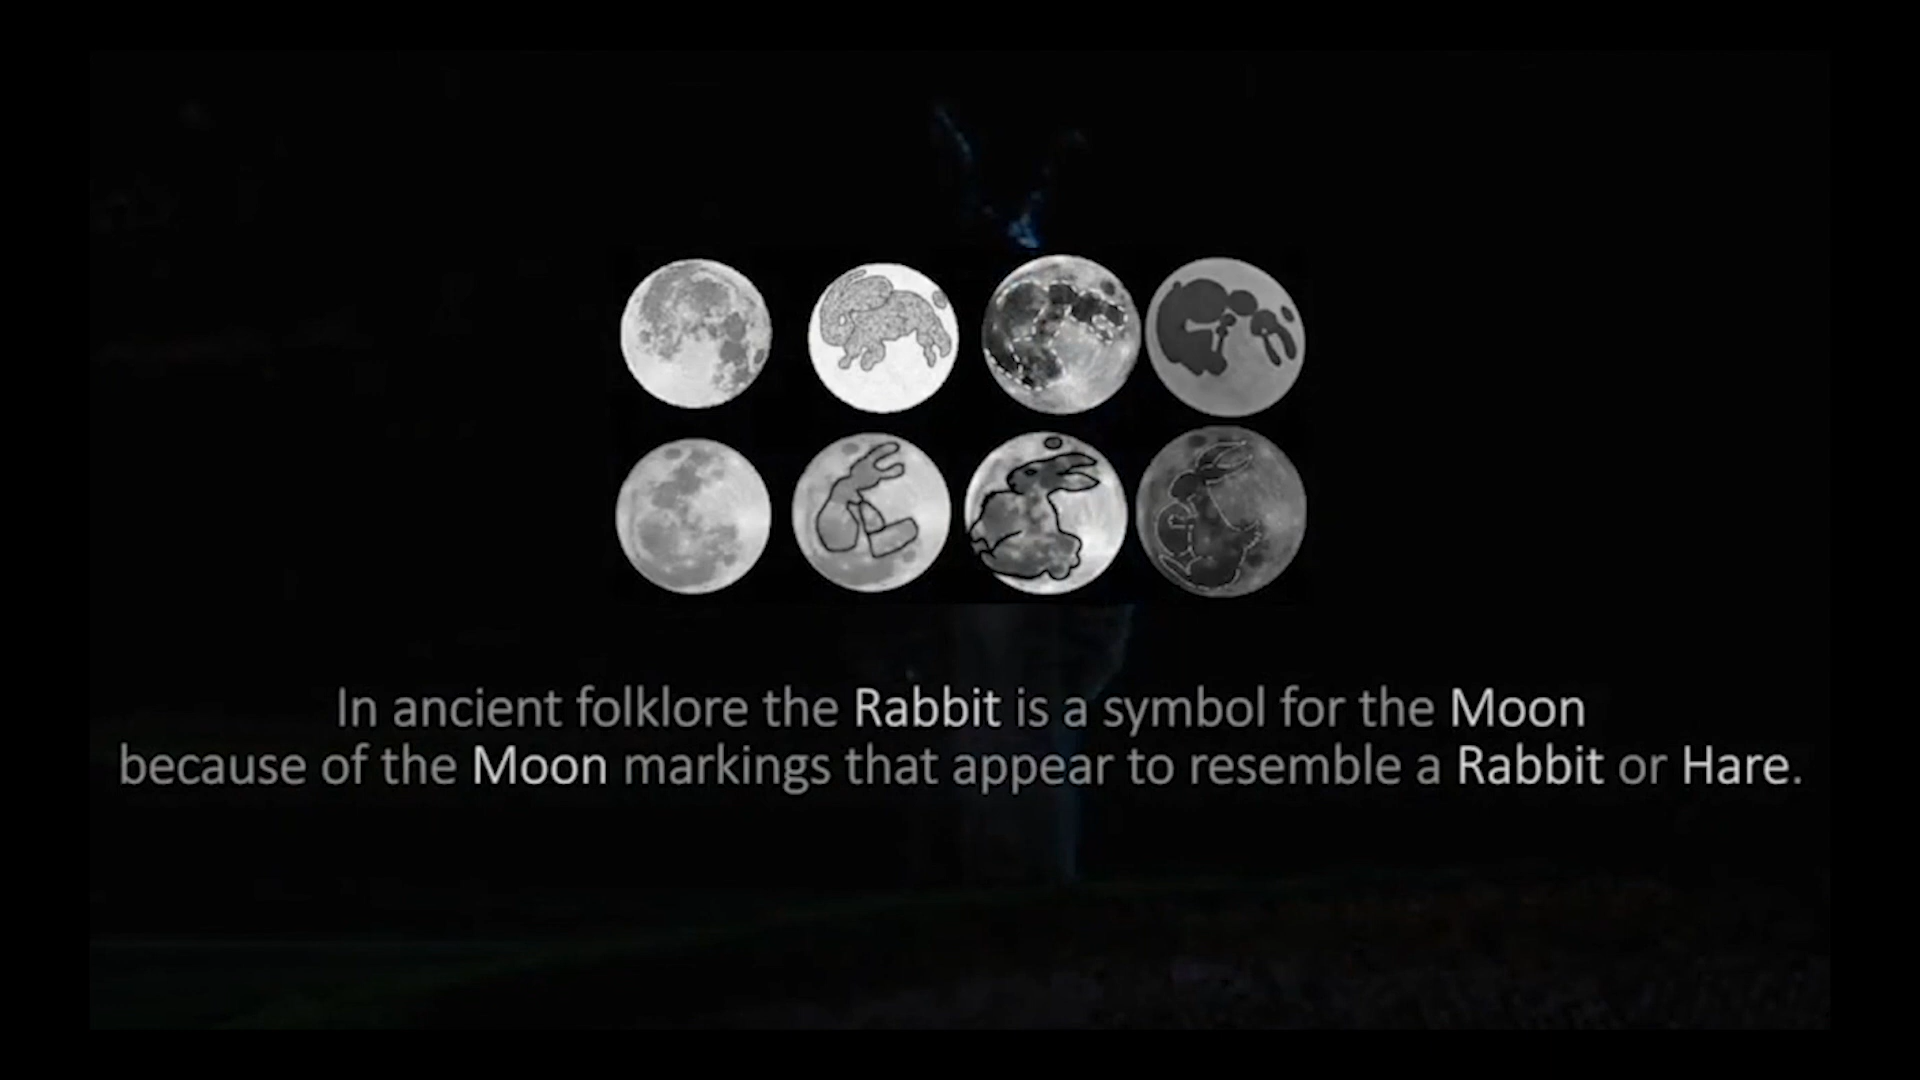 In ancient folklore the Rabbit is a symbol for the Moon
because of the Moon markings that appear to resemble a Rabbit or Hare.